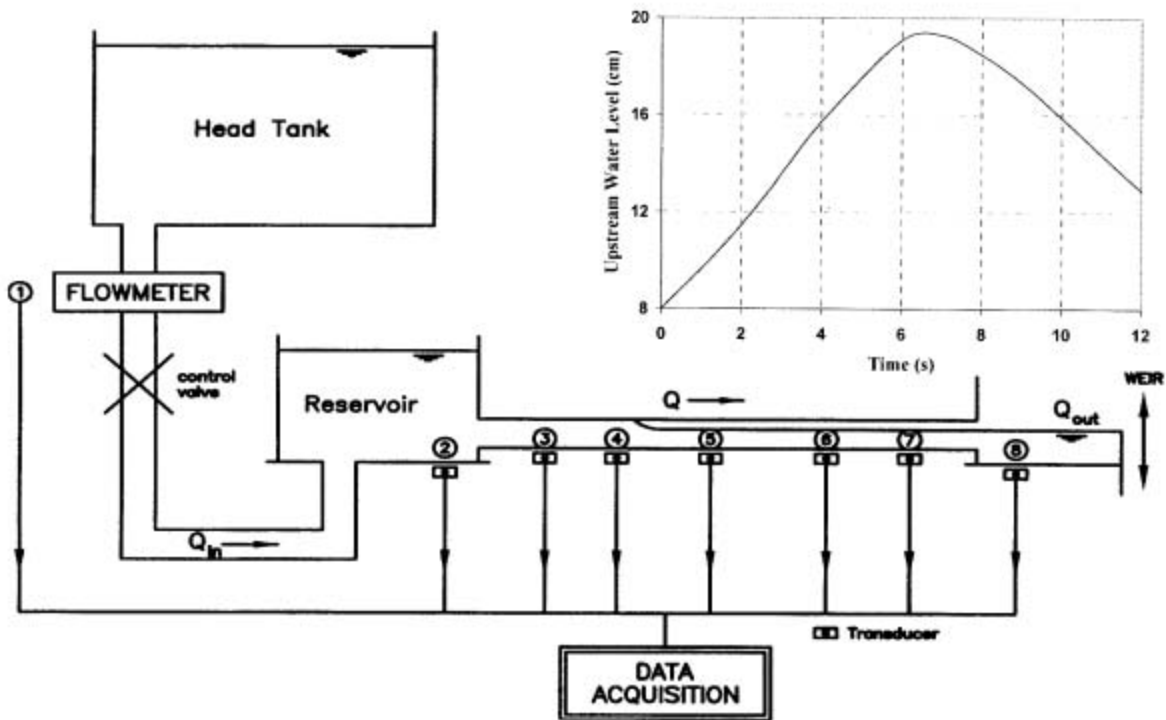 Head Tank
1
FLOWMETER
control
valve
Reservoir
Q
Q_in
Q_out
WEIR
2
3
4
5
6
7
8
Transducer
DATA
ACQUISITION
Upstream Water Level (cm)
20
16
12
8
0 2 4 6 8 10 12
Time (s)